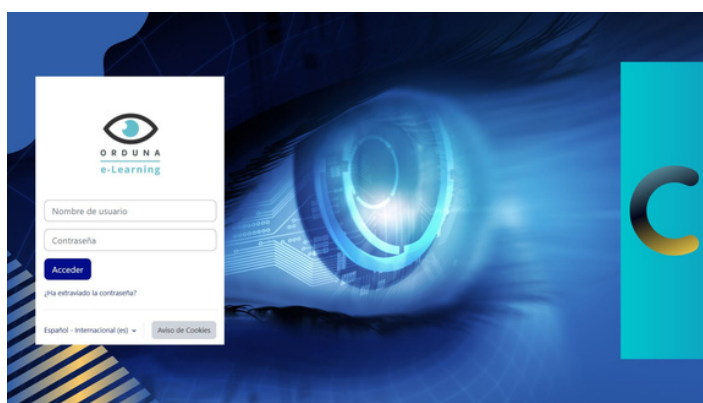 ORDUNA
e-Learning
Nombre de usuario
Contraseña
Acceder
¿Ha extraviado la contraseña?
Español - Internacional (es)
Aviso de Cookies
C